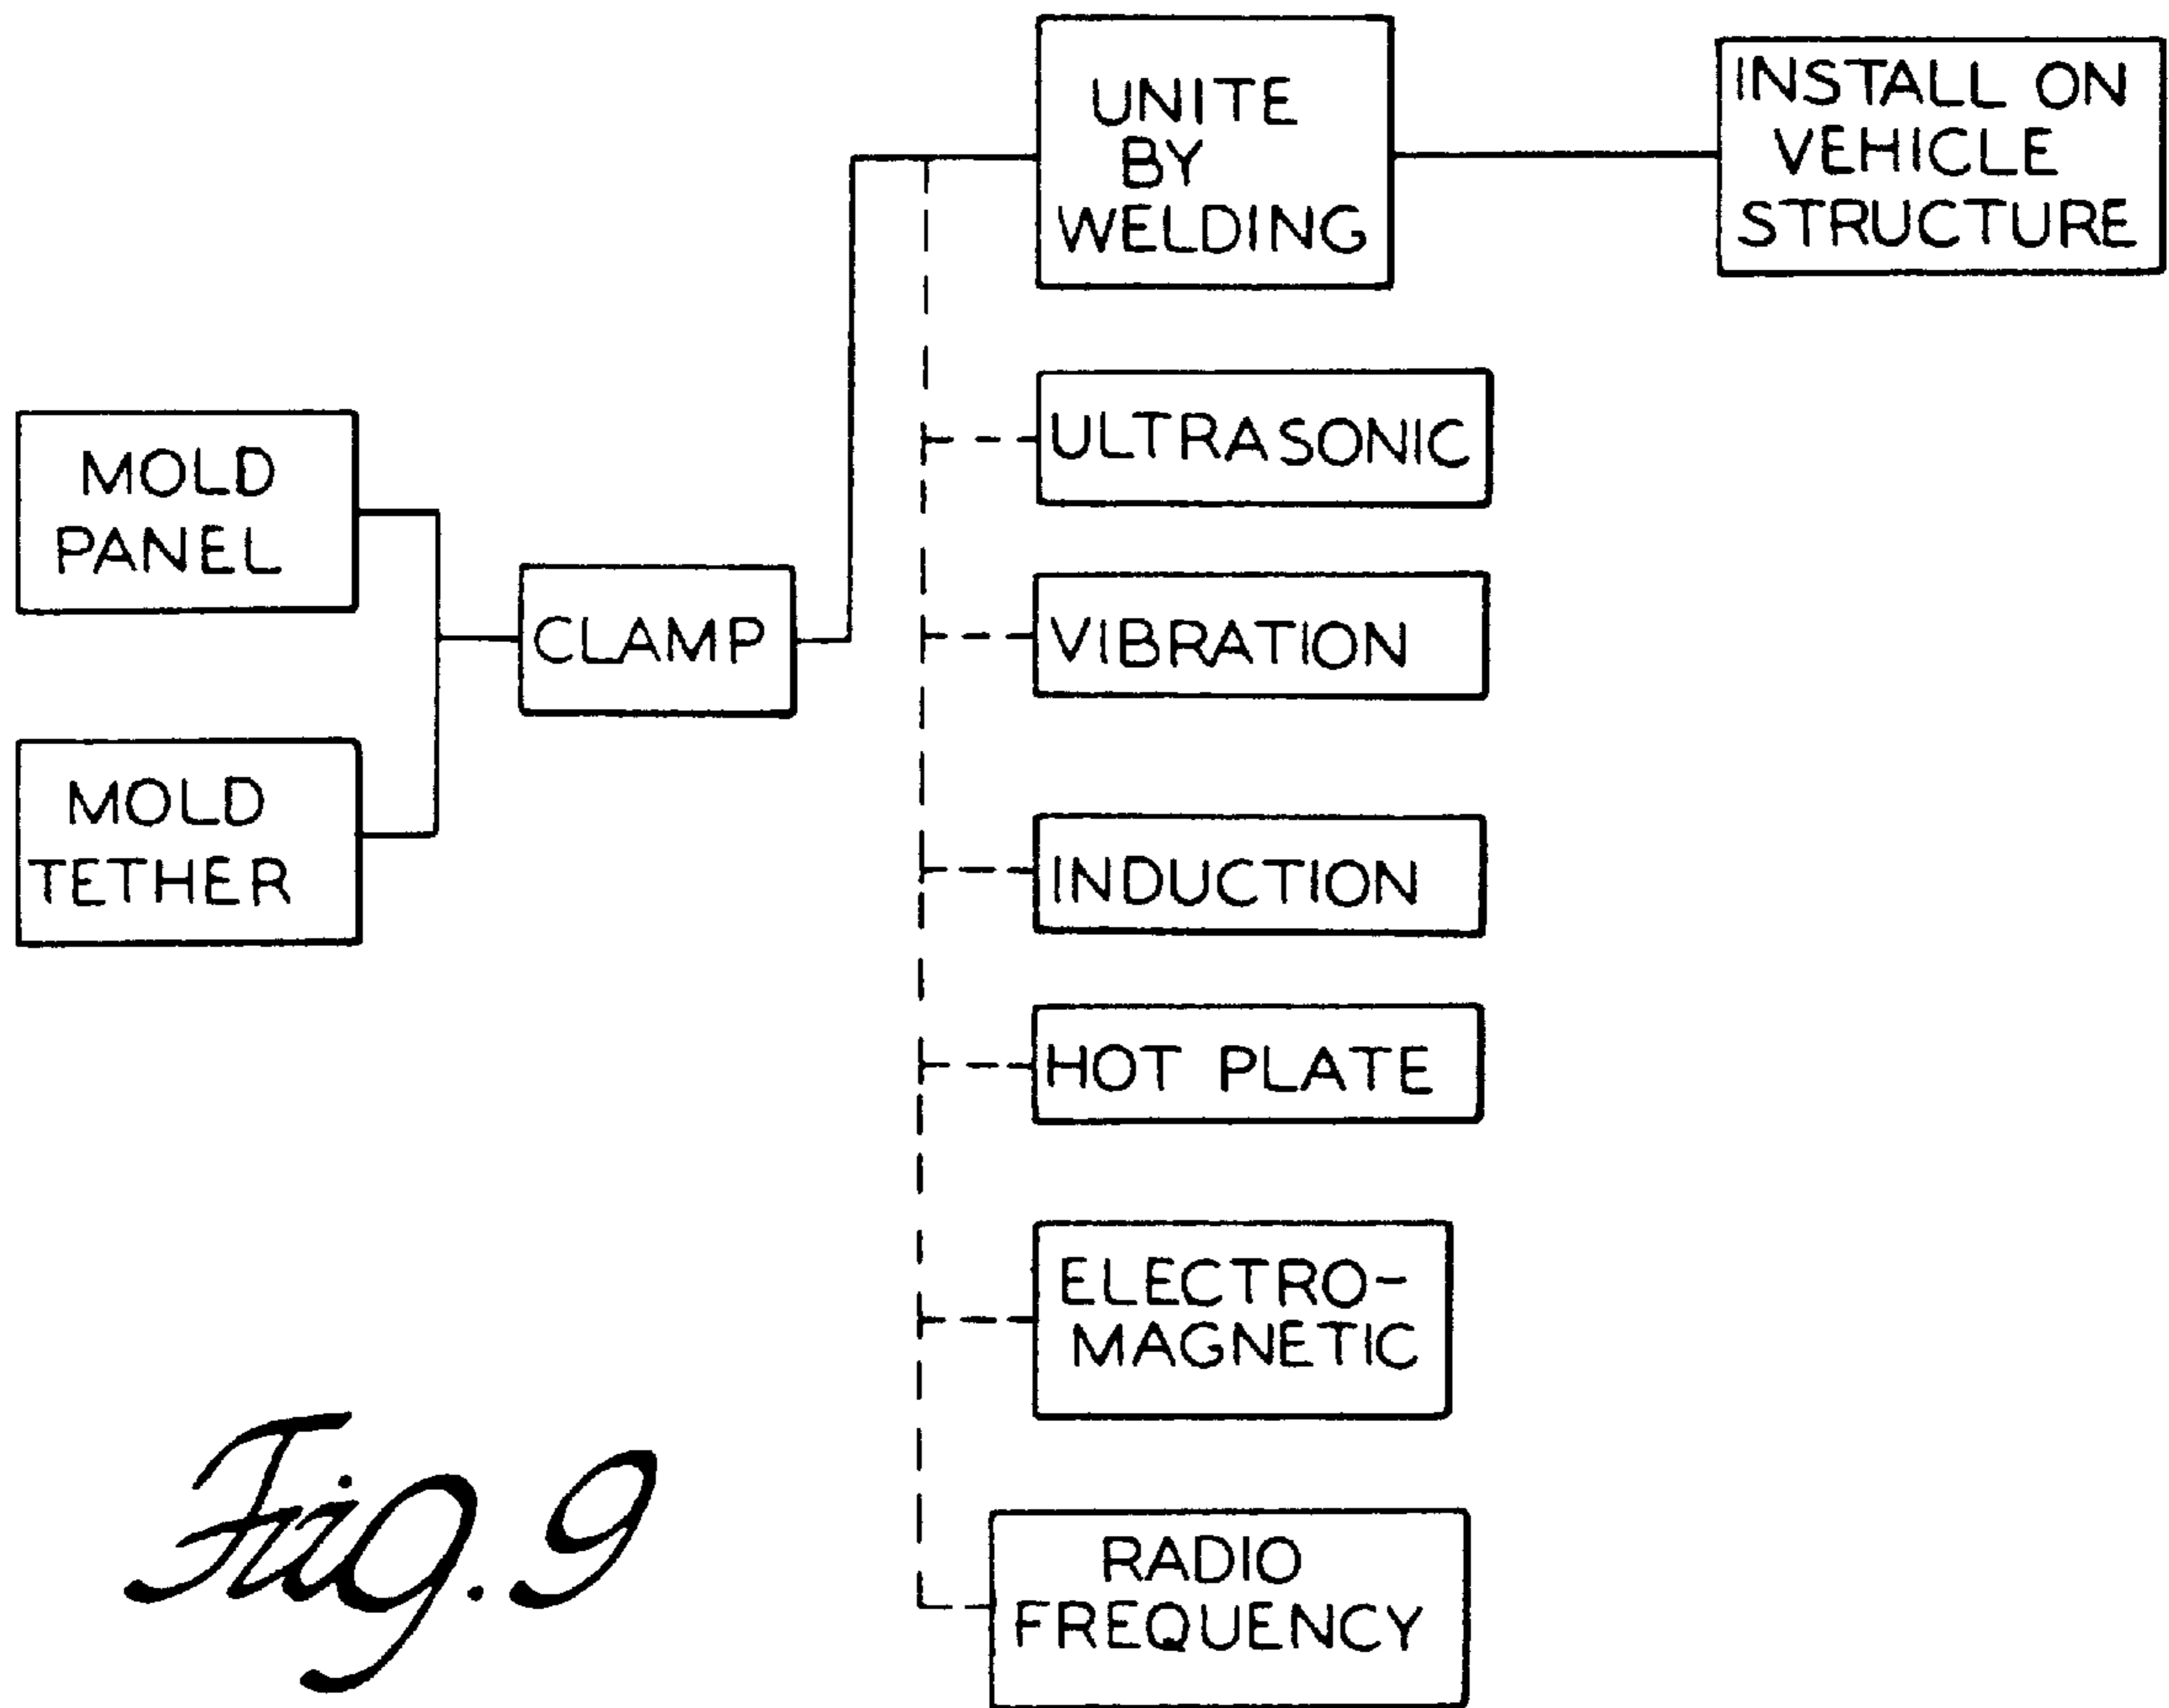 UNITE
BY
WELDING
INSTALL ON
VEHICLE
STRUCTURE
ULTRASONIC
MOLD
PANEL
CLAMP
VIBRATION
MOLD
TETHER
INDUCTION
HOT PLATE
ELECTRO-
MAGNETIC
RADIO
FREQUENCY
Fig. 9